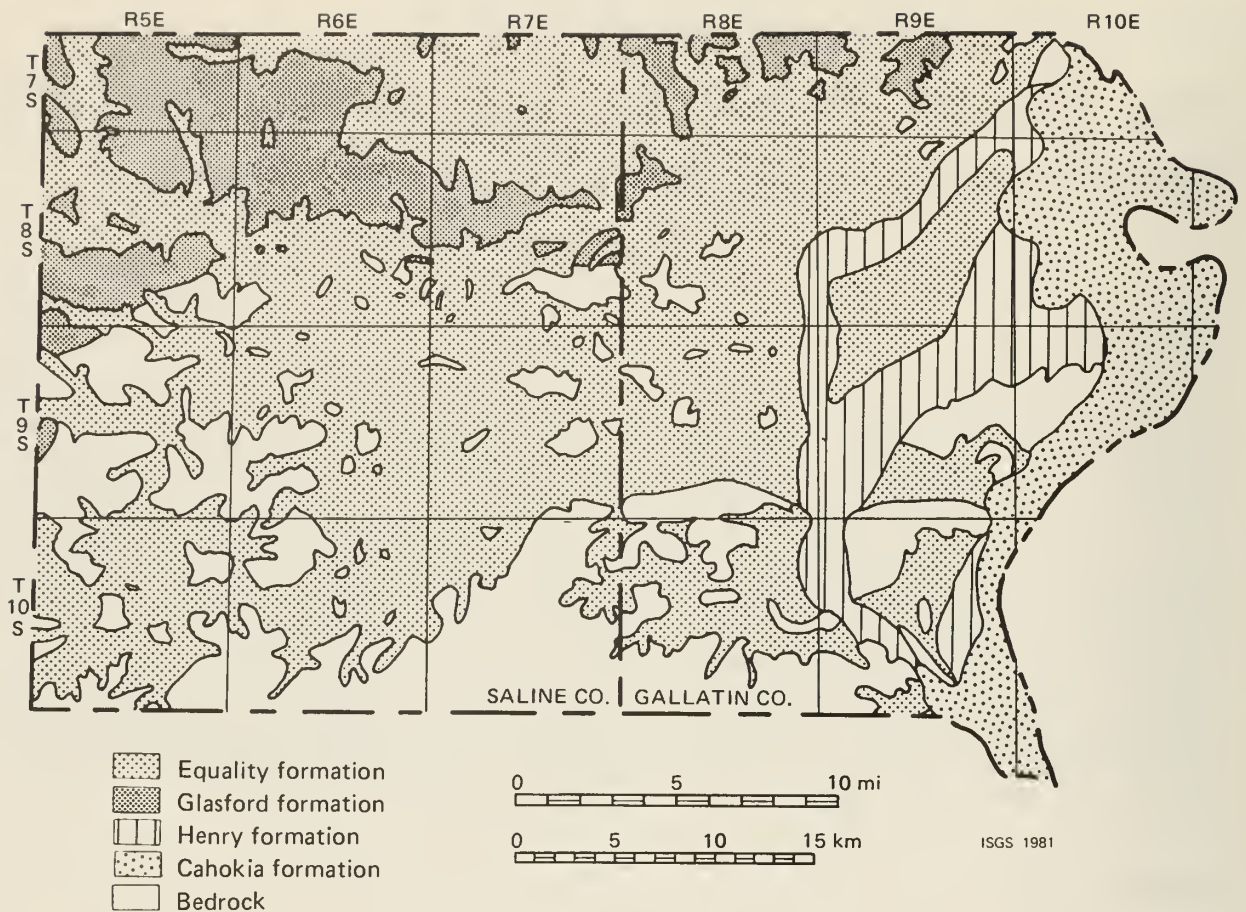 R5E R6E R7E R8E R9E R10E
T
7
S
T
8
S
T
9
S
T
10
S
SALINE CO. GALLATIN CO.
Equality formation
Glasford formation
Henry formation
Cahokia formation
Bedrock
0 5 10 mi
0 5 10 15 km
ISGS 1981